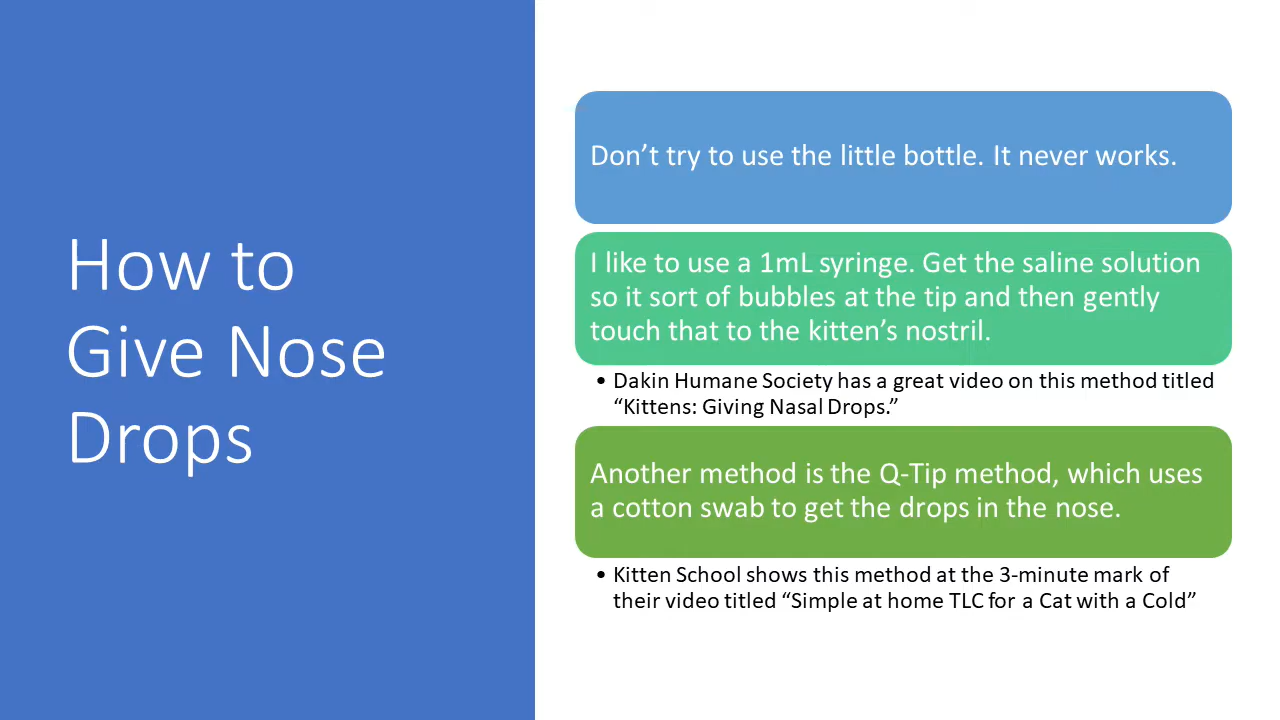 How to
Give Nose
Drops
Don’t try to use the little bottle. It never works.
I like to use a 1mL syringe. Get the saline solution
so it sort of bubbles at the tip and then gently
touch that to the kitten’s nostril.
• Dakin Humane Society has a great video on this method titled
“Kittens: Giving Nasal Drops.”
Another method is the Q-Tip method, which uses
a cotton swab to get the drops in the nose.
• Kitten School shows this method at the 3-minute mark of
their video titled “Simple at home TLC for a Cat with a Cold”